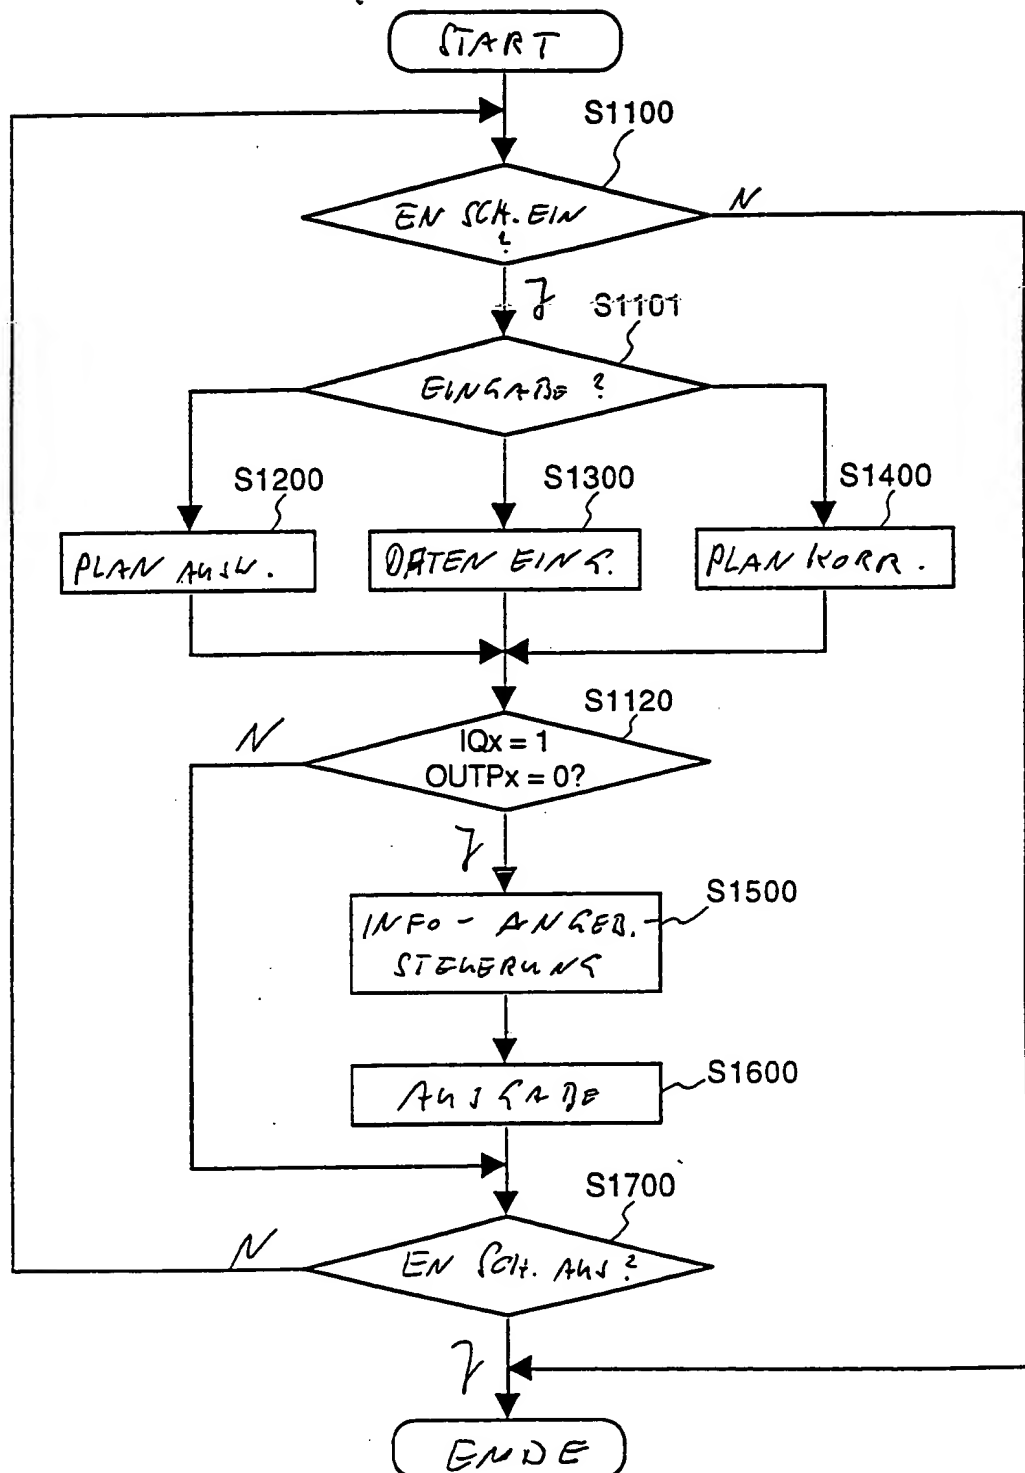 START
S1100
EN SCH. EIN
?
N
J
S1101
EINGABE ?
S1200
S1300
S1400
PLAN AUSW.
DATEN EING.
PLAN KORR.
S1120
N
IQx = 1
OUTPx = 0?
J
S1500
INFO - ANGEB.
STEUERUNG
S1600
AUSGABE
S1700
N
EN SCH. AUS ?
J
ENDE